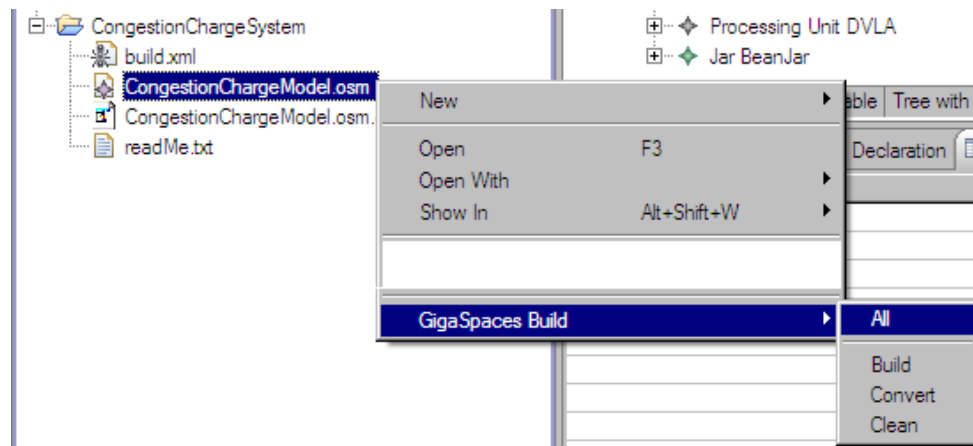 CongestionChargeSystem
build.xml
CongestionChargeModel.osm
CongestionChargeModel.osm.
readMe.txt
Processing Unit DVLA
Jar BeanJar
Tree with
Declaration
New
Open F3
Open With
Show In Alt+Shift+W
GigaSpaces Build
All
Build
Convert
Clean